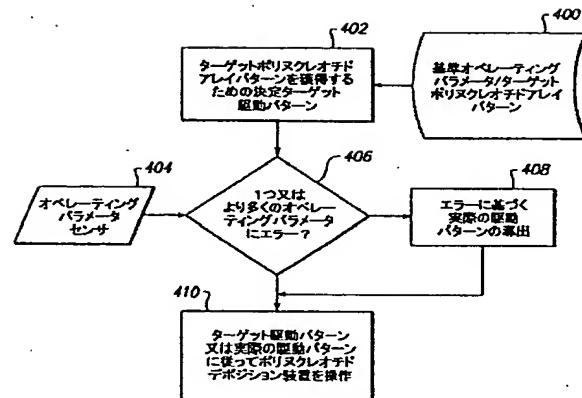 400
基準オペレーティング
パラメータ/ターゲット
ポリヌクレオチドアレイ
パターン
402
ターゲットポリヌクレオチド
アレイパターンを獲得する
ための決定ターゲット
駆動パターン
404
オペレーティング
パラメータ
センサ
406
1つ又は
より多くのオペレー
ティングパラメータ
にエラー?
408
エラーに基づく
実際の駆動
パターンの導出
410
ターゲット駆動パターン
又は実際の駆動パターン
に従ってポリヌクレオチド
デポジション装置を操作